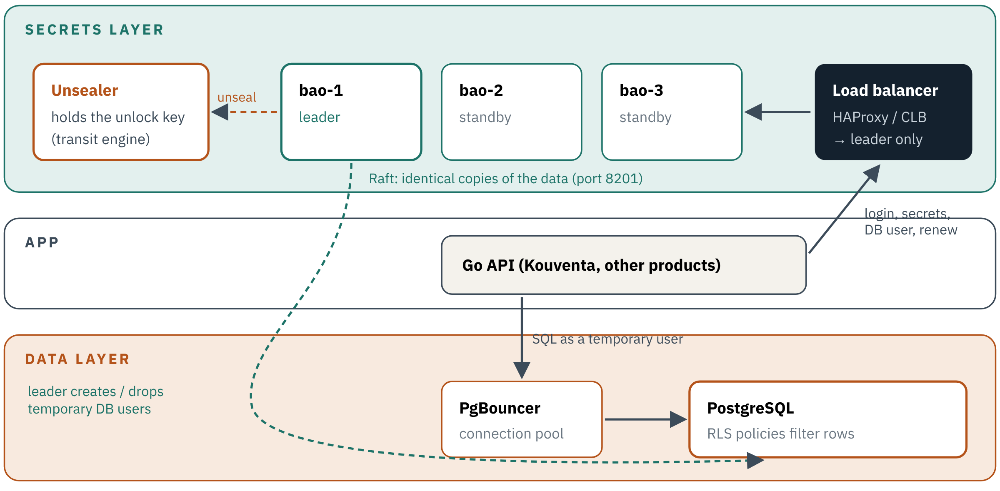 SECRETS LAYER
Unsealer
holds the unlock key
(transit engine)
unseal
bao-1
leader
bao-2
standby
bao-3
standby
Load balancer
HAProxy / CLB
→ leader only
Raft: identical copies of the data (port 8201)
login, secrets,
DB user, renew
APP
Go API (Kouventa, other products)
SQL as a temporary user
DATA LAYER
leader creates / drops
temporary DB users
PgBouncer
connection pool
PostgreSQL
RLS policies filter rows